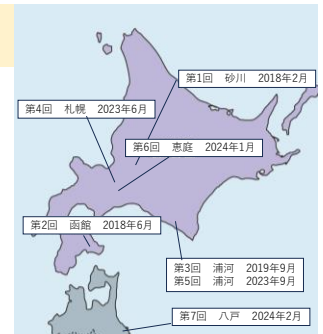 第1回　砂川　2018年2月
第4回　札幌　2023年6月
第6回　恵庭　2024年1月
第2回　函館　2018年6月
第3回　浦河　2019年9月
第5回　浦河　2023年9月
第7回　八戸　2024年2月